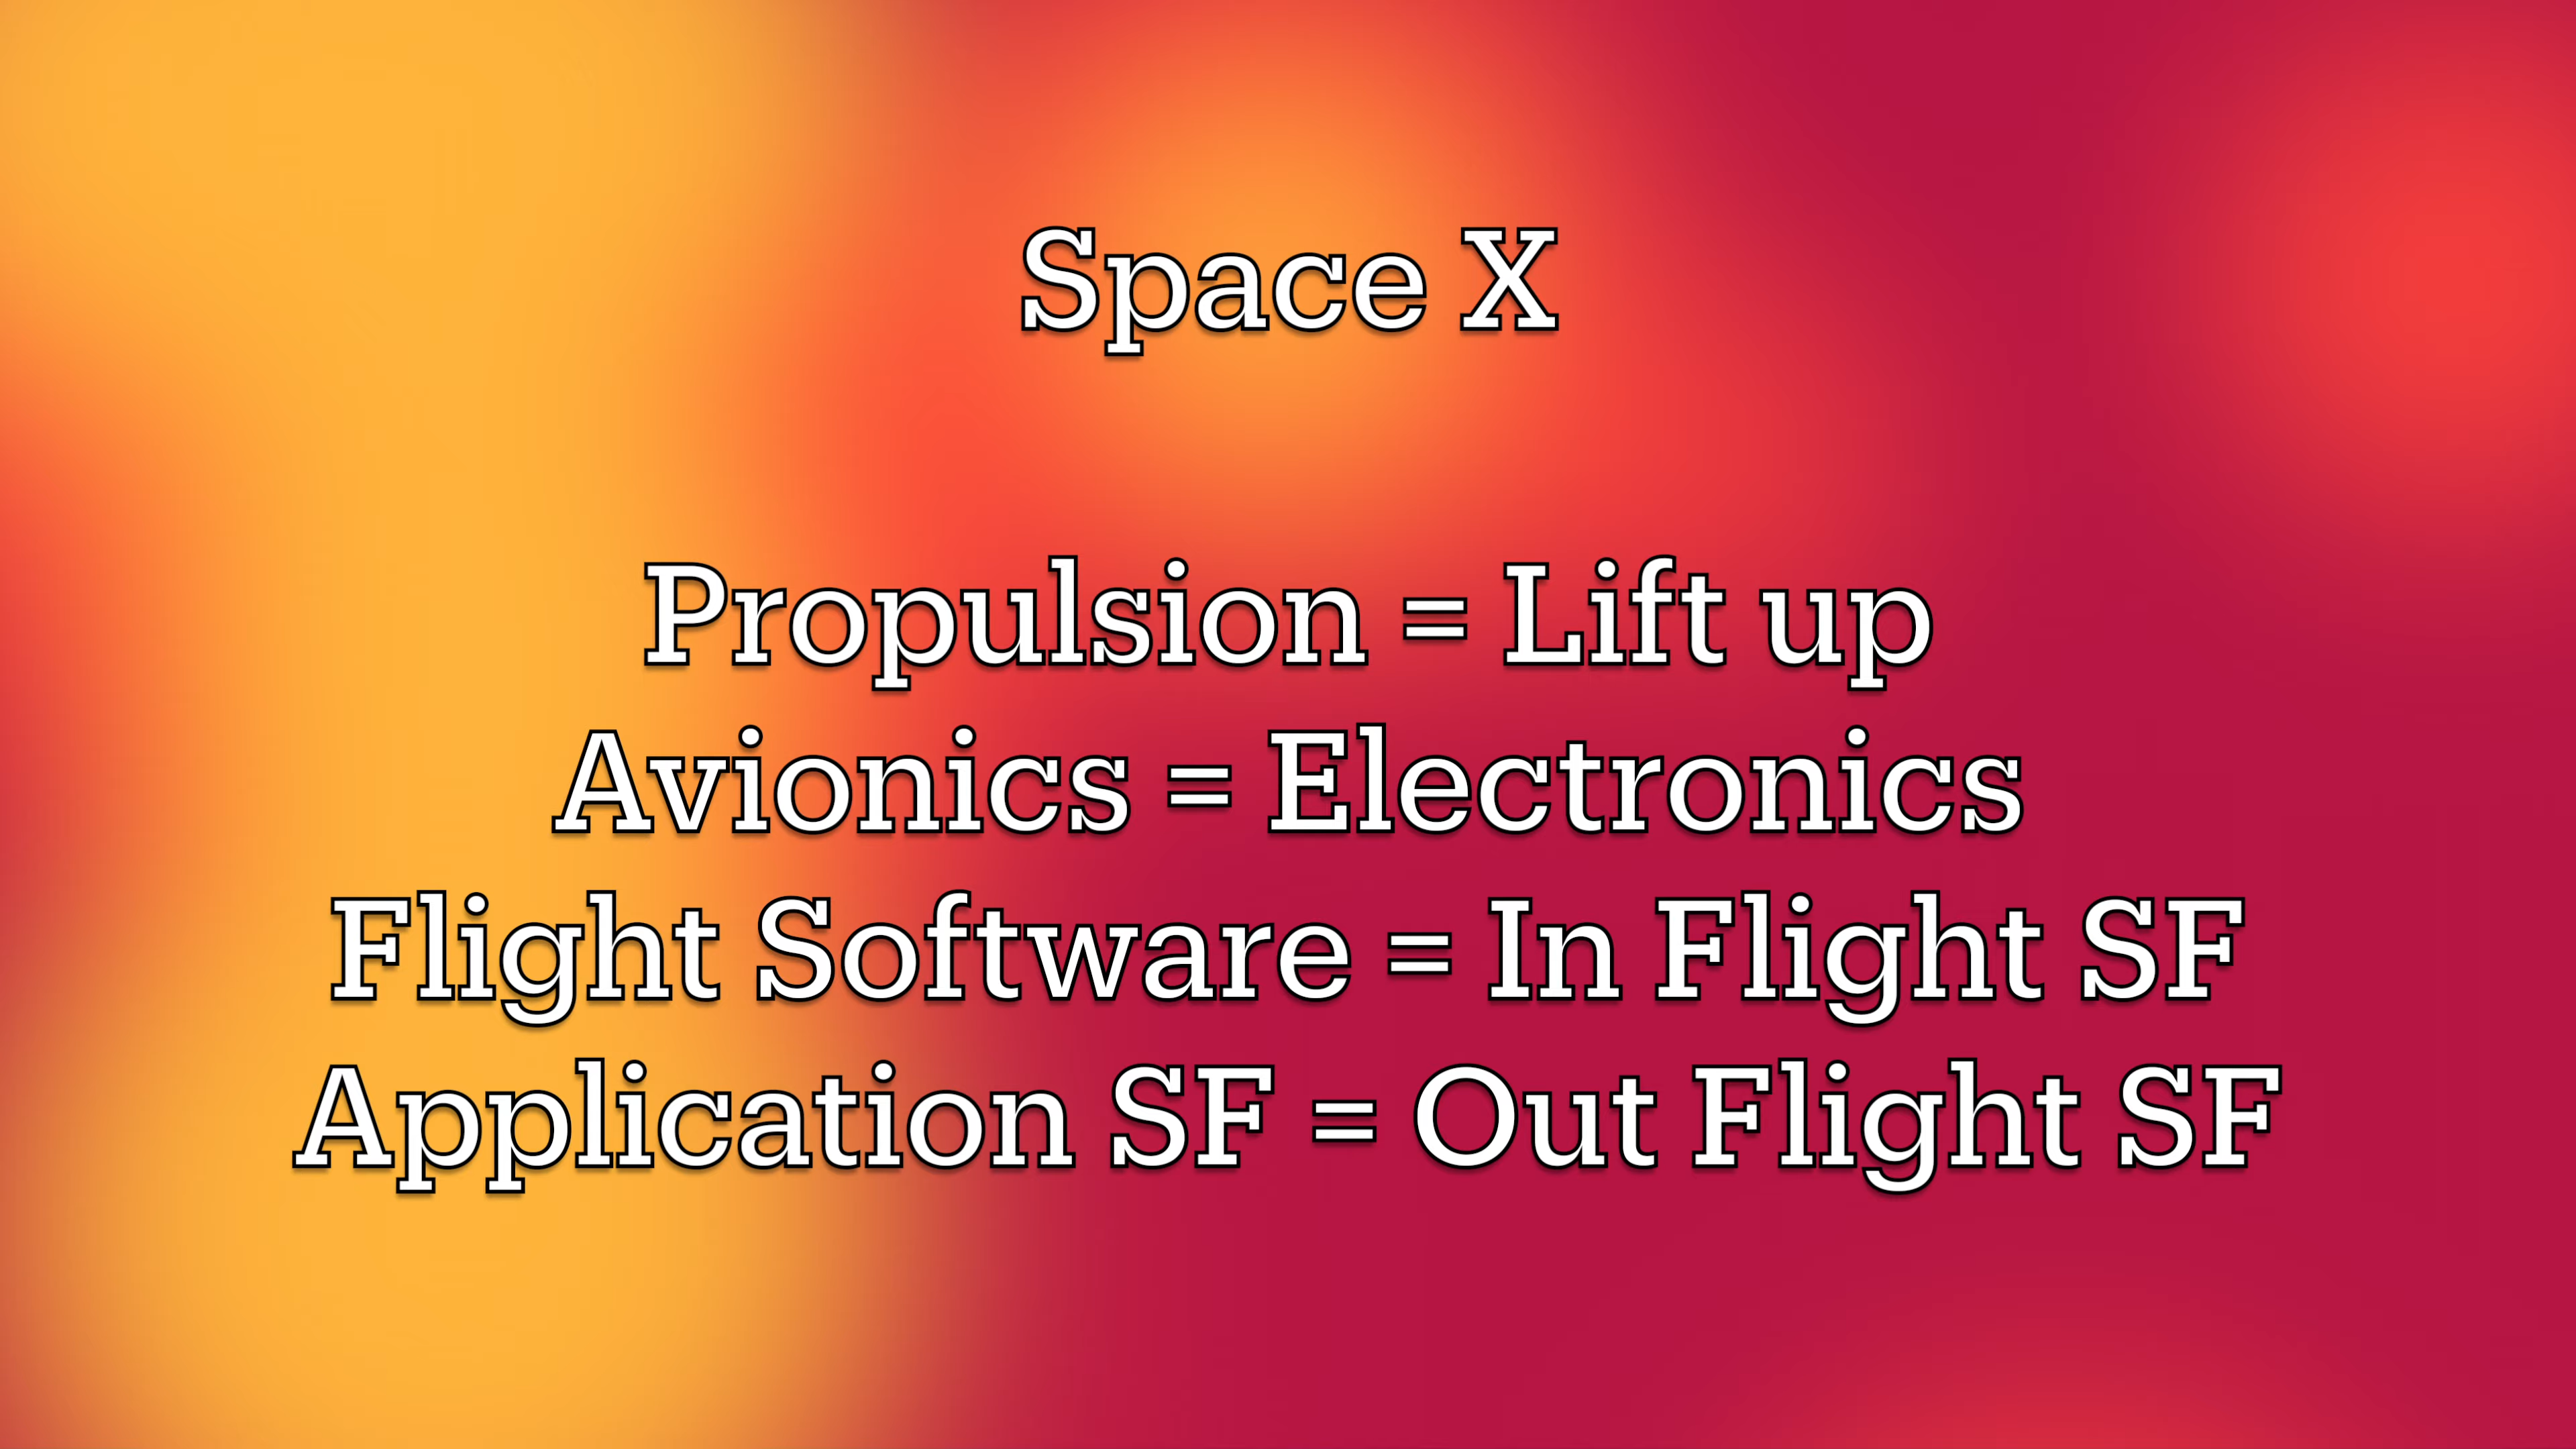 Space X
Propulsion = Lift up
Avionics = Electronics
Flight Software = In Flight SF
Application SF = Out Flight SF